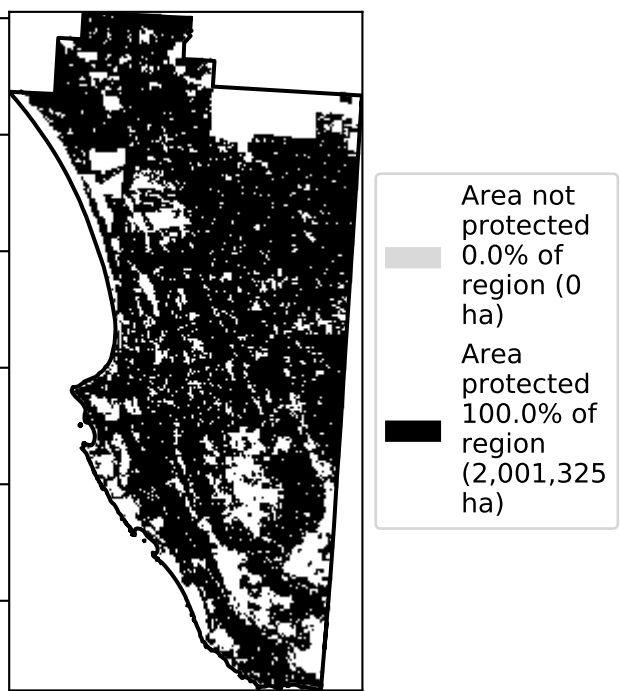 Area not
protected
0.0% of
region (0
ha)
Area
protected
100.0% of
region
(2,001,325
ha)